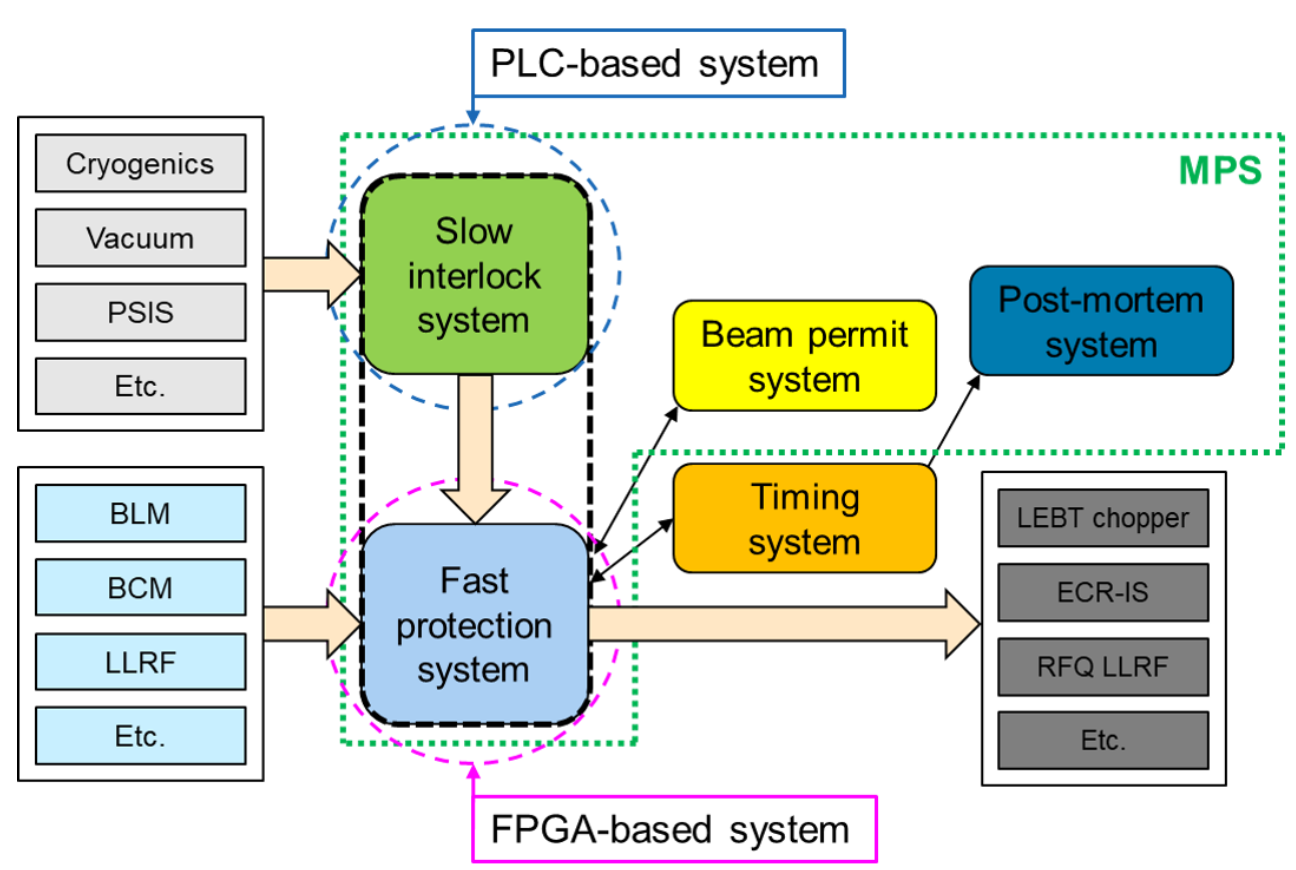 PLC-based system
MPS
Cryogenics
Vacuum
PSIS
Etc.
Slow
interlock
system
Beam permit
system
Post-mortem
system
BLM
BCM
LLRF
Etc.
Fast
protection
system
Timing
system
LEBT chopper
ECR-IS
RFQ LLRF
Etc.
FPGA-based system